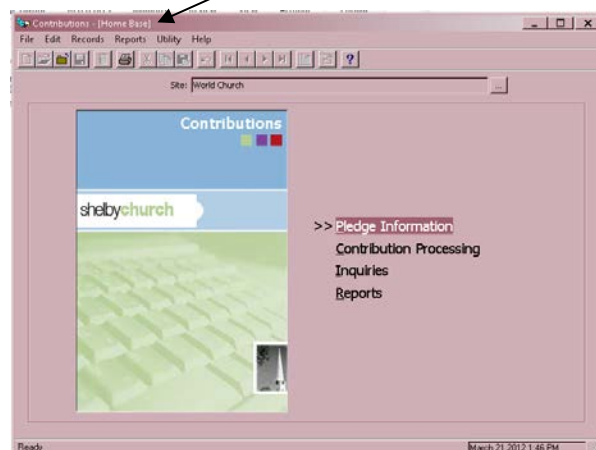 Contributions - [Home Base]
File Edit Records Reports Utility Help
Site: World Church ...
Contributions
shelbychurch
>> Pledge Information
Contribution Processing
Inquiries
Reports
Ready March 21 2012 1:46 PM